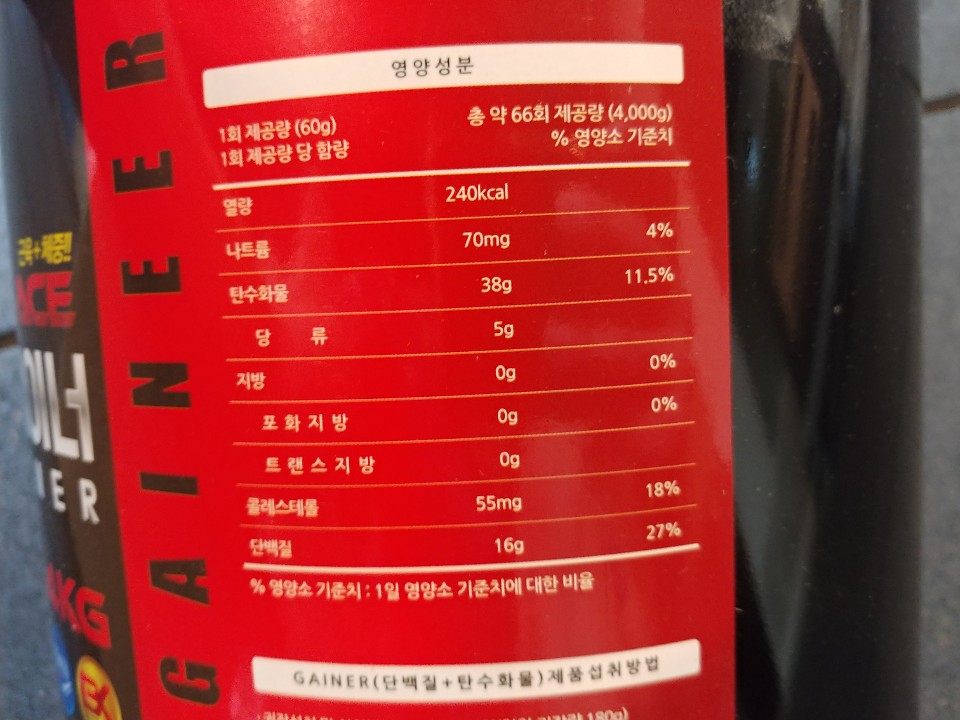 영양성분
1회 제공량 (60g) 총 약 66회 제공량 (4,000g)
1회 제공량 당 함량 % 영양소 기준치
열량 240kcal
나트륨 70mg 4%
탄수화물 38g 11.5%
당 류 5g
지방 0g 0%
포 화 지 방 0g 0%
트 랜 스 지 방 0g
콜레스테롤 55mg 18%
단백질 16g 27%
% 영양소 기준치 : 1일 영양소 기준치에 대한 비율
GAINER(단백질+탄수화물)제품섭취방법
180g)
GAINEER
근육+체중!!
ACE
이너
ER
4KG